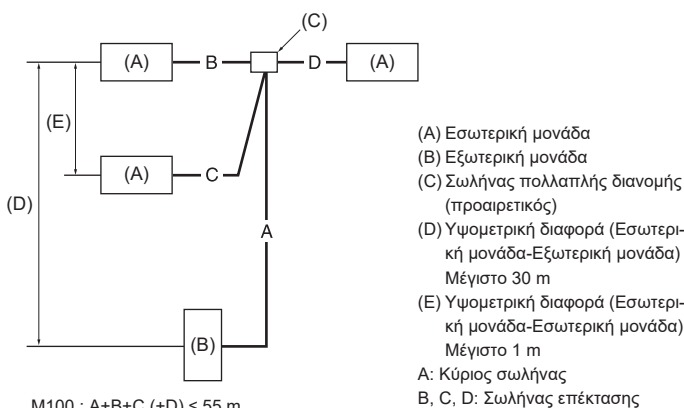 (C)
(A)
B
D
(A)
(E)
(A)
C
(D)
A
(B)
(A) Εσωτερική μονάδα
(B) Εξωτερική μονάδα
(C) Σωλήνας πολλαπλής διανομής
(προαιρετικός)
(D) Υψομετρική διαφορά (Εσωτερι-
κή μονάδα-Εξωτερική μονάδα)
Μέγιστο 30 m
(E) Υψομετρική διαφορά (Εσωτερι-
κή μονάδα-Εσωτερική μονάδα)
Μέγιστο 1 m
A: Κύριος σωλήνας
B, C, D: Σωλήνας επέκτασης
M100 : A+B+C (+D) ≤ 55 m